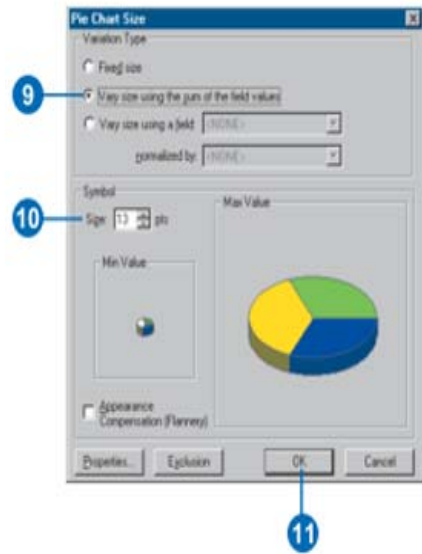 Pie Chart Size
Variation Type
Fixed size
9
Vary size using the sum of the field values
Vary size using a field: <NONE>
normalized by: <NONE>
Symbol
Max Value
10
Size: 13 pts
Min Value
Appearance
Compensation (Flannery)
Properties... Exclusion OK Cancel
11